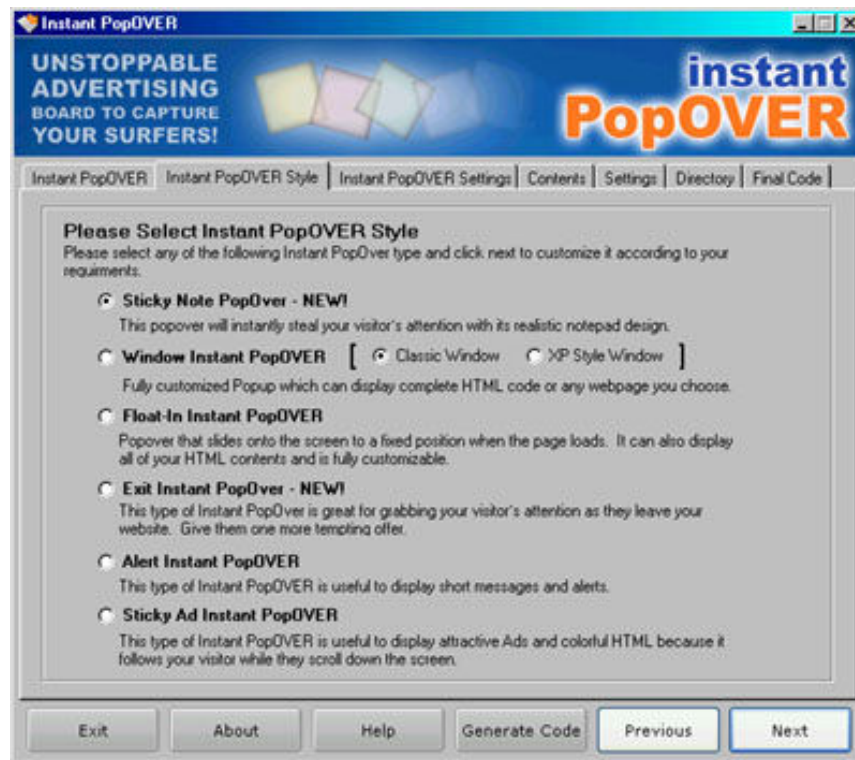 Instant PopOVER
UNSTOPPABLE
ADVERTISING
BOARD TO CAPTURE
YOUR SURFERS!
instant
PopOVER
Instant PopOVER Instant PopOVER Style Instant PopOVER Settings Contents Settings Directory Final Code
Please Select Instant PopOVER Style
Please select any of the following Instant PopOver type and click next to customize it according to your
requirments.
Sticky Note PopOver - NEW!
This popover will instantly steal your visitor's attention with its realistic notepad design.
Window Instant PopOVER [ Classic Window XP Style Window ]
Fully customized Popup which can display complete HTML code or any webpage you choose.
Float-In Instant PopOVER
Popover that slides onto the screen to a fixed position when the page loads. It can also display
all of your HTML contents and is fully customizable.
Exit Instant PopOver - NEW!
This type of Instant PopOver is great for grabbing your visitor's attention as they leave your
website. Give them one more tempting offer.
Alert Instant PopOVER
This type of Instant PopOVER is useful to display short messages and alerts.
Sticky Ad Instant PopOVER
This type of Instant PopOVER is useful to display attractive Ads and colorful HTML because it
follows your visitor while they scroll down the screen.
Exit About Help Generate Code Previous Next